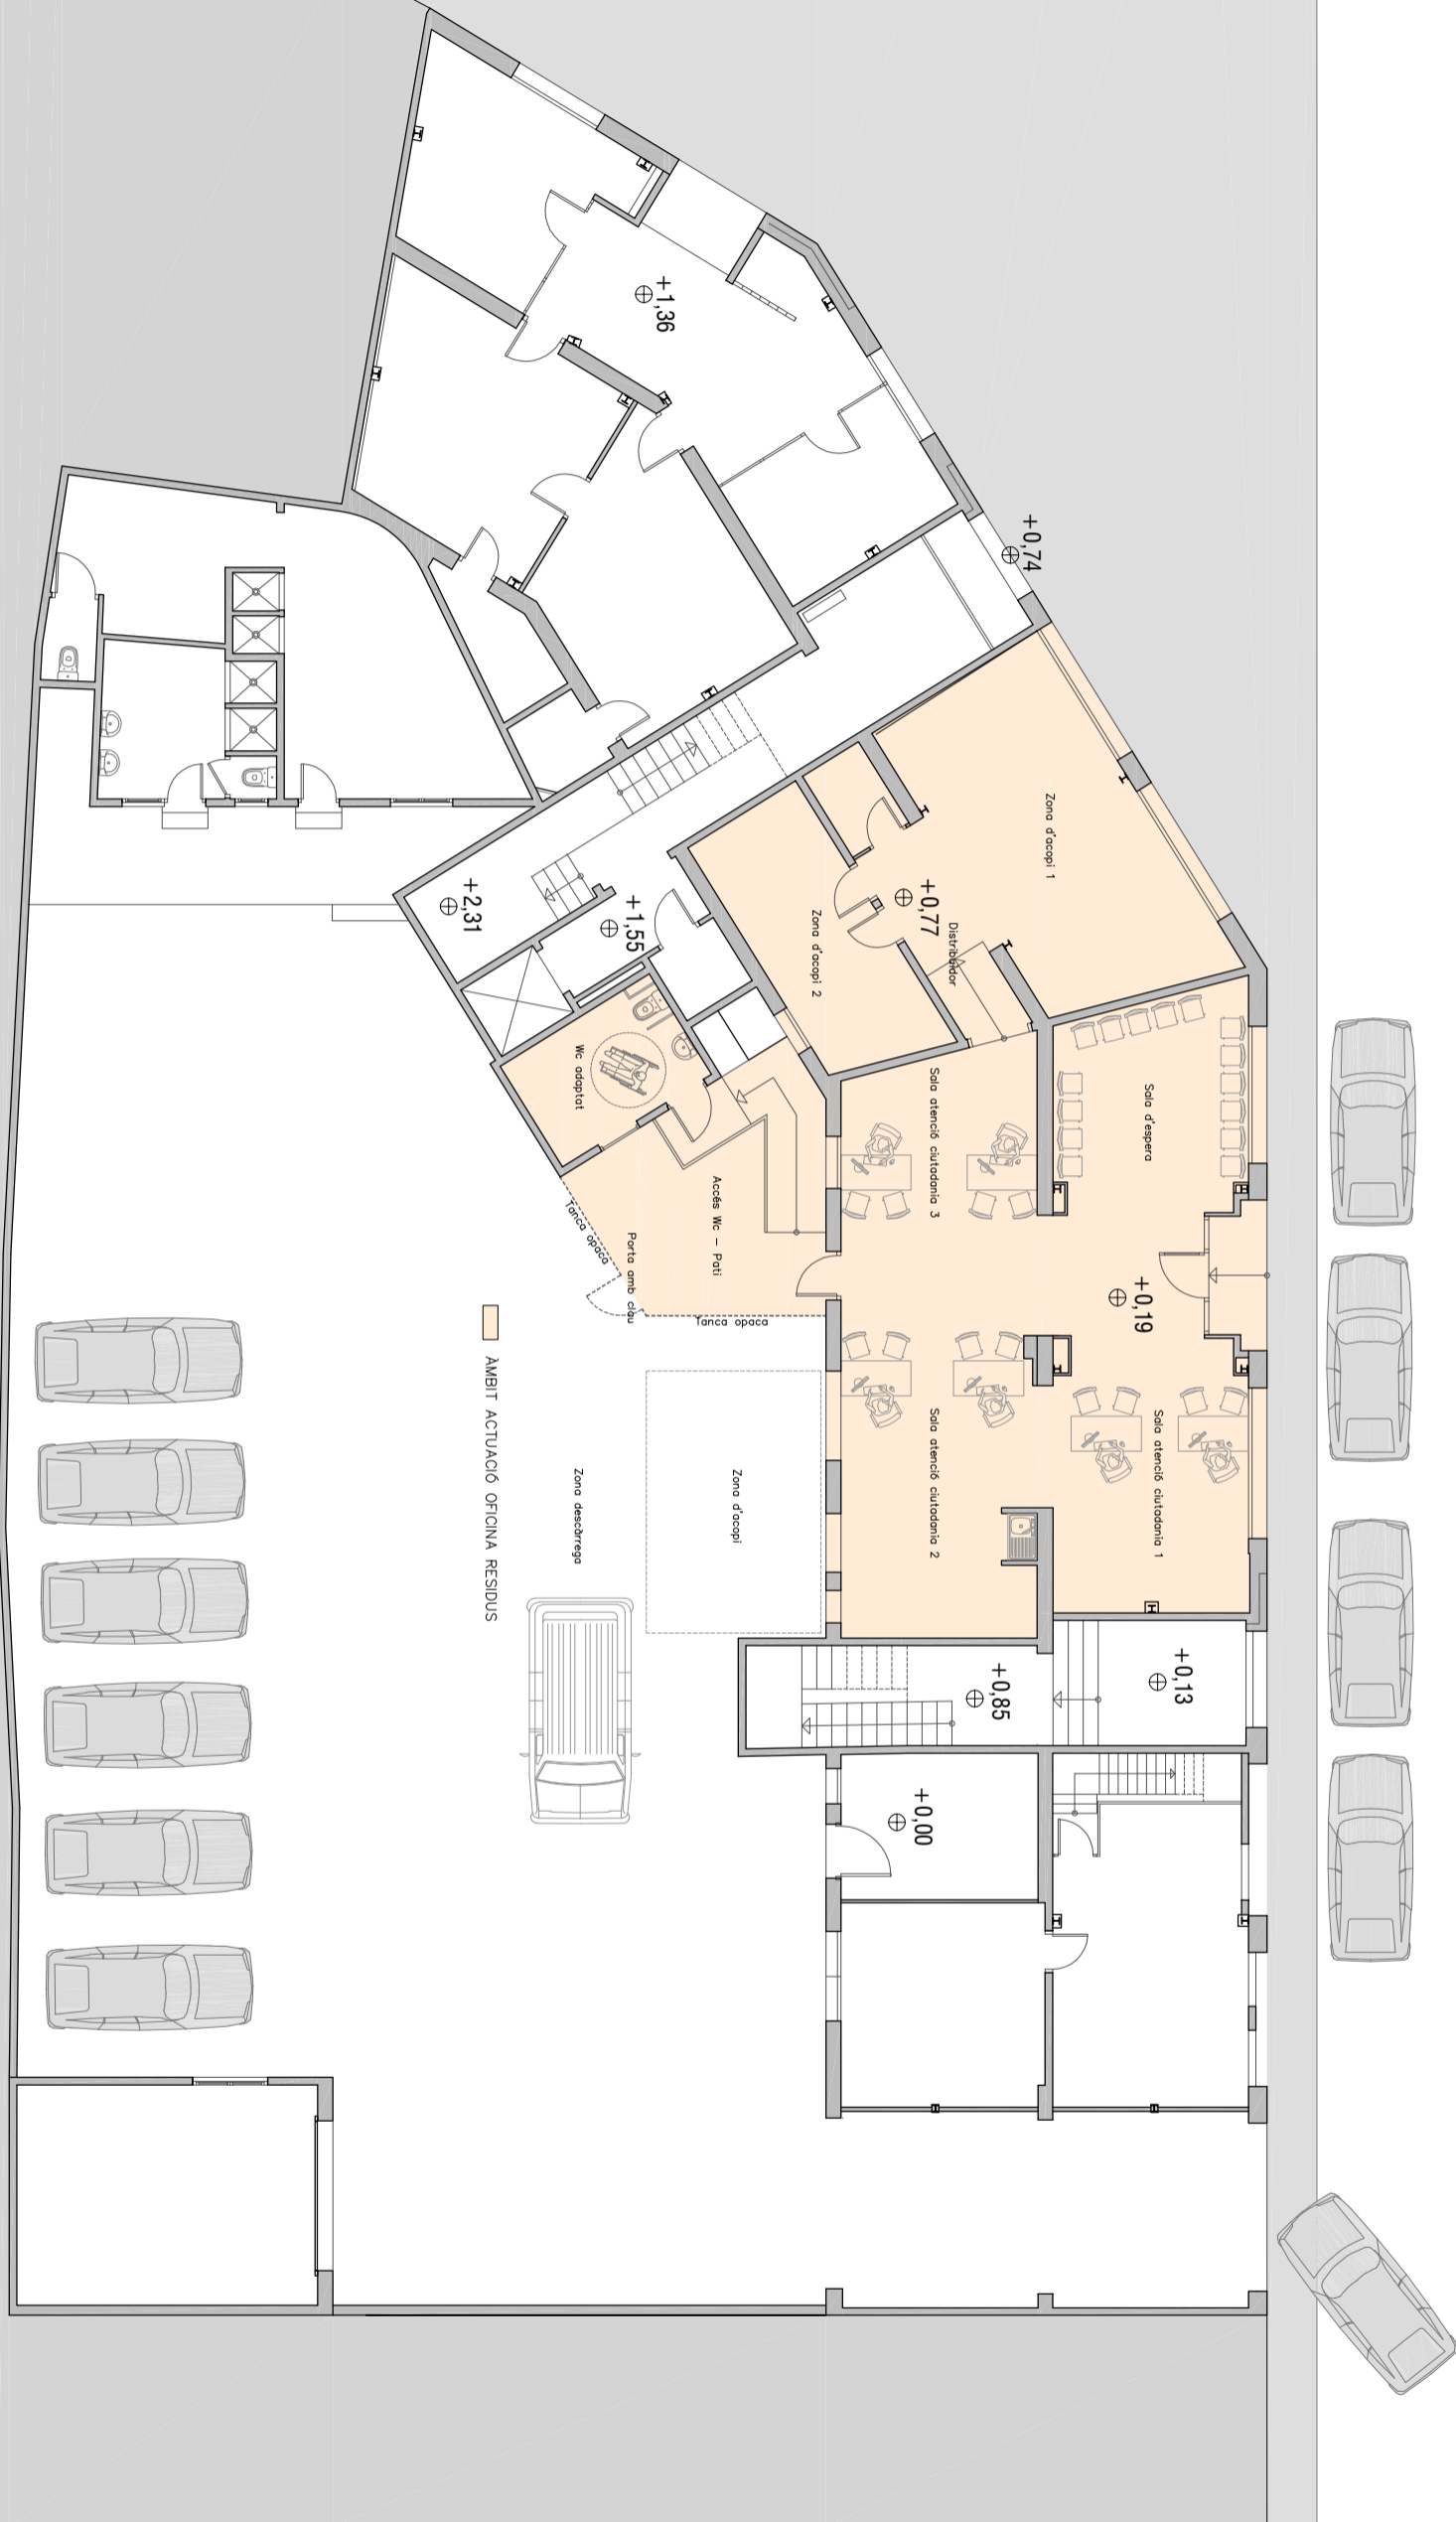 +1,36
+0,74
Zona d'acopi 1
+0,77
Distribuidor
Zona d'acopi 2
+2,31
+1,55
Wc adaptat
Sala d'espera
Sala atenció ciutadania 3
Accés Wc - Pati
Tanca opaca
Porta amb clau
Tanca opaca
+0,19
Sala atenció ciutadania 1
Sala atenció ciutadania 2
Zona d'acopi
Zona descàrrega
ÀMBIT ACTUACIÓ OFICINA RESIDUS
+0,13
+0,85
+0,00